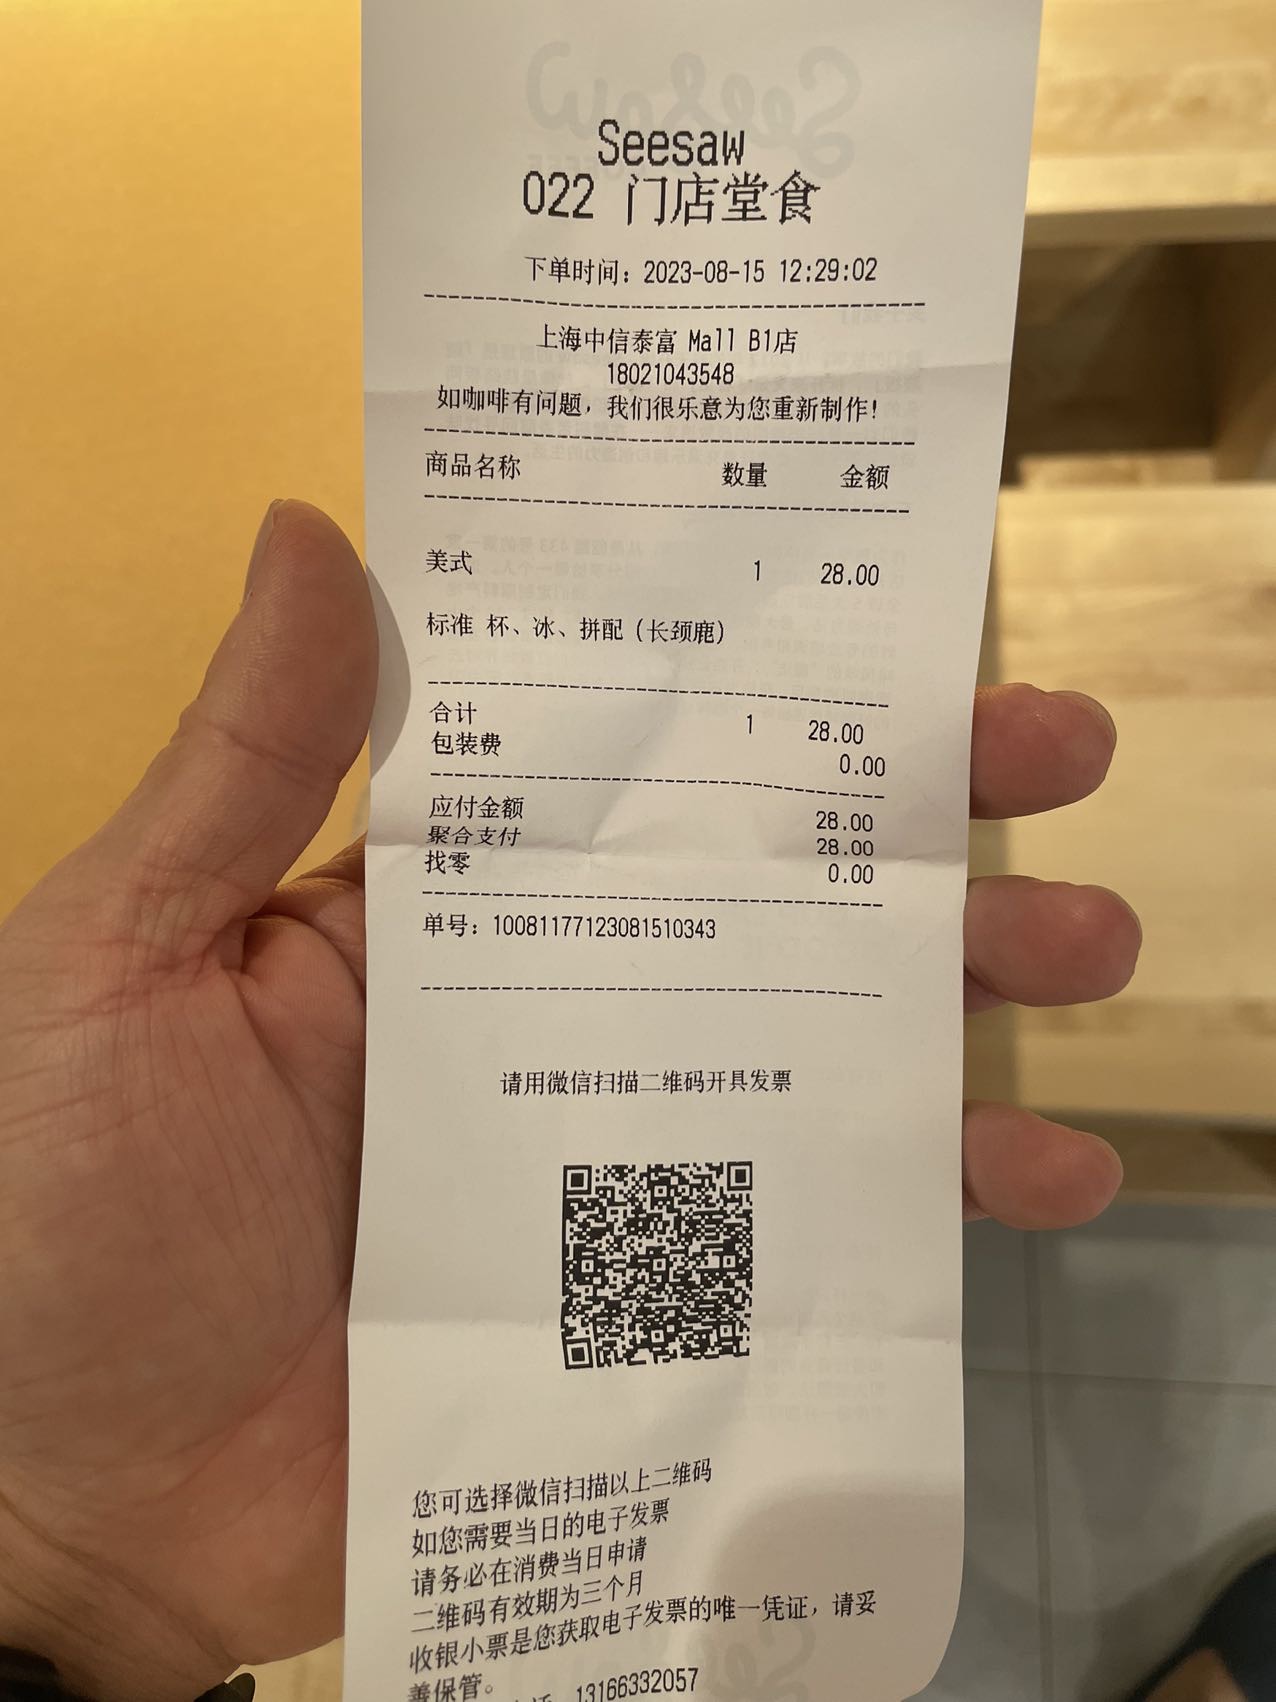 Seesaw
022 门店堂食
下单时间：2023-08-15 12:29:02
上海中信泰富 Mall B1店
18021043548
如咖啡有问题，我们很乐意为您重新制作！
商品名称 数量 金额
美式 1 28.00
标准 杯、冰、拼配（长颈鹿）
合计 1 28.00
包装费 0.00
应付金额 28.00
聚合支付 28.00
找零 0.00
单号：10081177123081510343
请用微信扫描二维码开具发票
您可选择微信扫描以上二维码
如您需要当日的电子发票
请务必在消费当日申请
二维码有效期为三个月
收银小票是您获取电子发票的唯一凭证，请妥
善保管。
13166332057